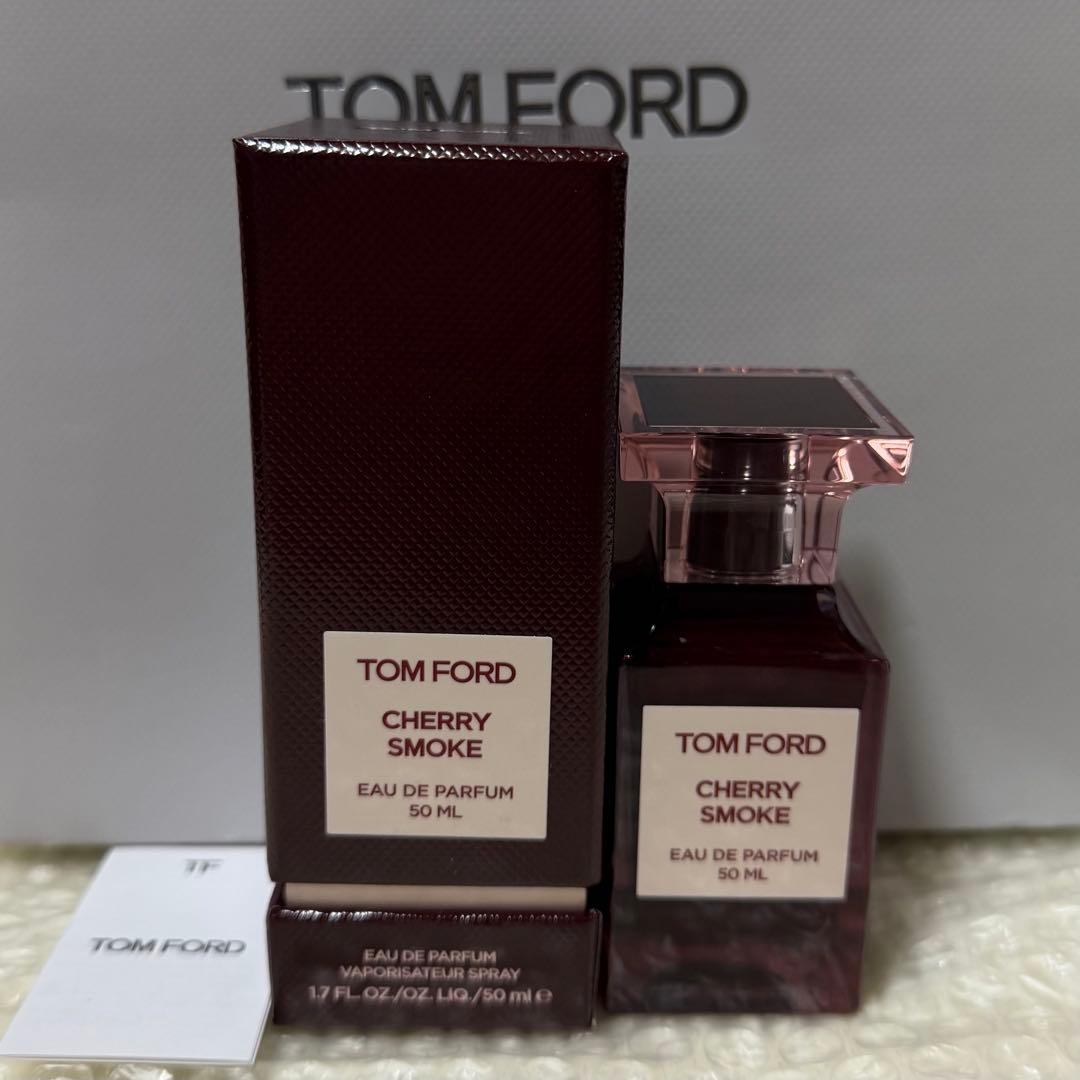 TOM FORD
TOM FORD
CHERRY
SMOKE
EAU DE PARFUM
50 ML
EAU DE PARFUM
VAPORISATEUR SPRAY
1.7 FL. OZ./OZ. LIQ./50 ml ℮
TOM FORD
CHERRY
SMOKE
EAU DE PARFUM
50 ML
TF
TOM FORD